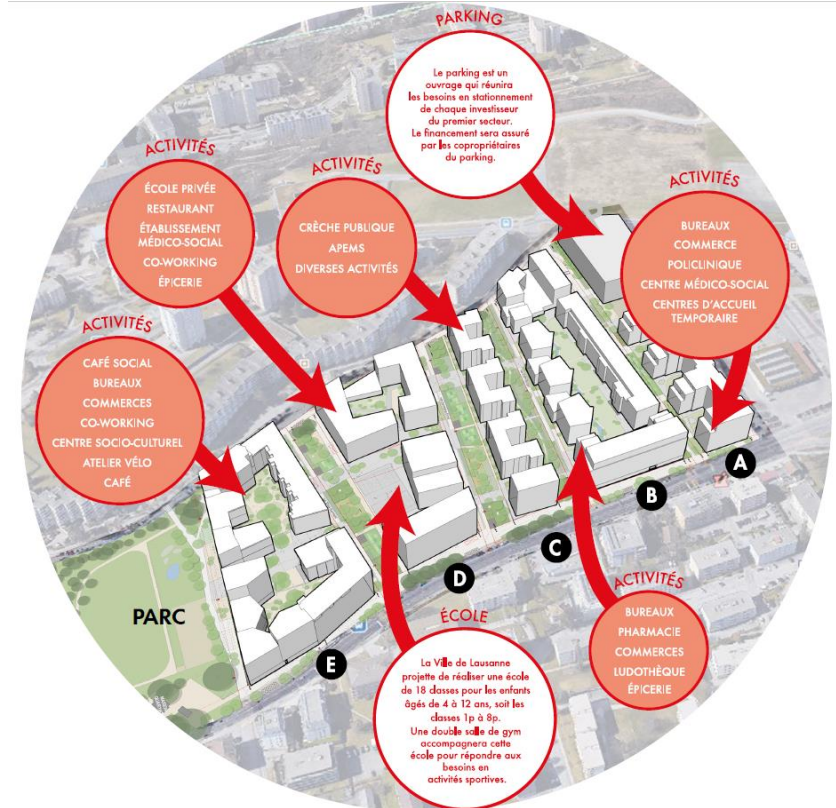 PARKING
Le parking est un
ouvrage qui réunira
les besoins en stationnement
de chaque investisseur
du premier secteur.
Le financement sera assuré
par les copropriétaires
du parking.
ACTIVITÉS
ÉCOLE PRIVÉE
RESTAURANT
ÉTABLISSEMENT
MÉDICO-SOCIAL
CO-WORKING
ÉPICERIE
ACTIVITÉS
CRÈCHE PUBLIQUE
APEMS
DIVERSES ACTIVITÉS
ACTIVITÉS
BUREAUX
COMMERCE
POLICLINIQUE
CENTRE MÉDICO-SOCIAL
CENTRES D'ACCUEIL
TEMPORAIRE
ACTIVITÉS
CAFÉ SOCIAL
BUREAUX
COMMERCES
CO-WORKING
CENTRE SOCIO-CULTUREL
ATELIER VÉLO
CAFÉ
A
B
C
D
E
PARC
ÉCOLE
La Ville de Lausanne
projette de réaliser une école
de 18 classes pour les enfants
âgés de 4 à 12 ans, soit les
classes 1p à 8p.
Une double salle de gym
accompagnera cette
école pour répondre aux
besoins en
activités sportives.
ACTIVITÉS
BUREAUX
PHARMACIE
COMMERCES
LUDOTHÈQUE
ÉPICERIE